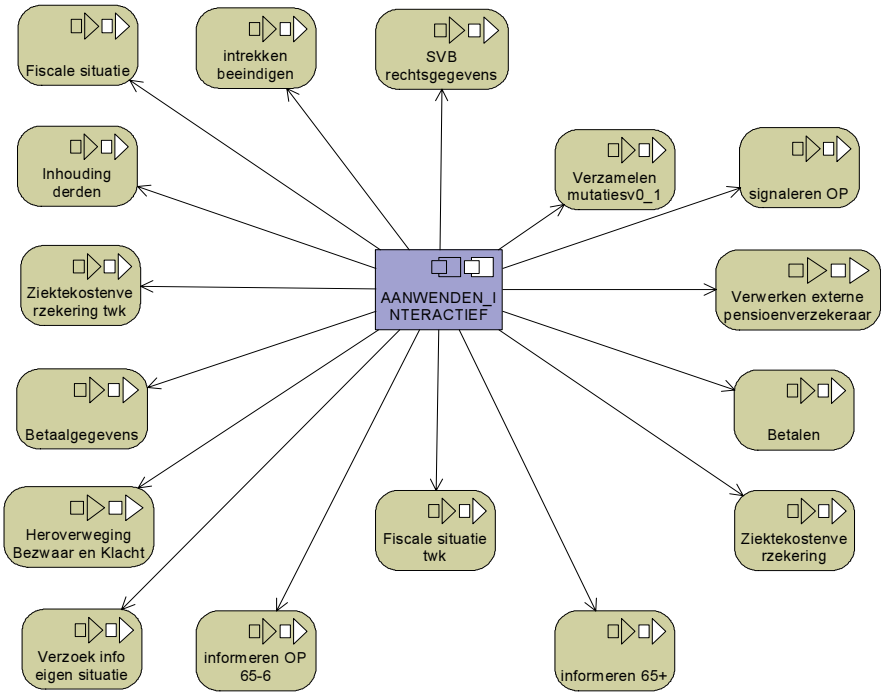 Fiscale situatie
intrekken
beeindigen
SVB
rechtsgegevens
Inhouding
derden
Verzamelen
mutatiesv0_1
signaleren OP
Ziektekostenve
rzekering twk
AANWENDEN_I
NTERACTIEF
Verwerken externe
pensioenverzekeraar
Betaalgegevens
Betalen
Heroverweging
Bezwaar en Klacht
Fiscale situatie
twk
Ziektekostenve
rzekering
Verzoek info
eigen situatie
informeren OP
65-6
informeren 65+